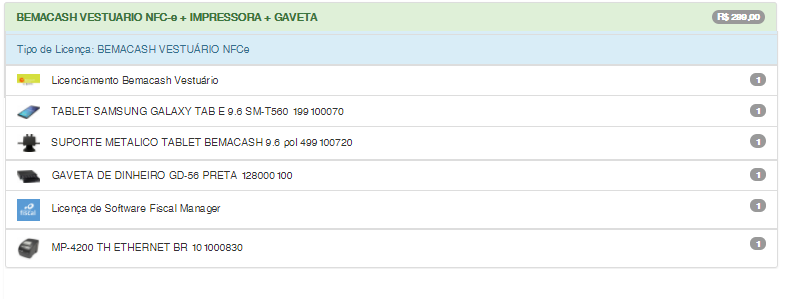 BEMACASH VESTUARIO NFC-e + IMPRESSORA + GAVETA R$ 299,00
Tipo de Licença: BEMACASH VESTUÁRIO NFCe
Licenciamento Bemacash Vestuário 1
TABLET SAMSUNG GALAXY TAB E 9.6 SM-T560 199100070 1
SUPORTE METALICO TABLET BEMACASH 9.6 pol 499100720 1
GAVETA DE DINHEIRO GD-56 PRETA 128000100 1
fiscal
Licença de Software Fiscal Manager 1
MP-4200 TH ETHERNET BR 101000830 1